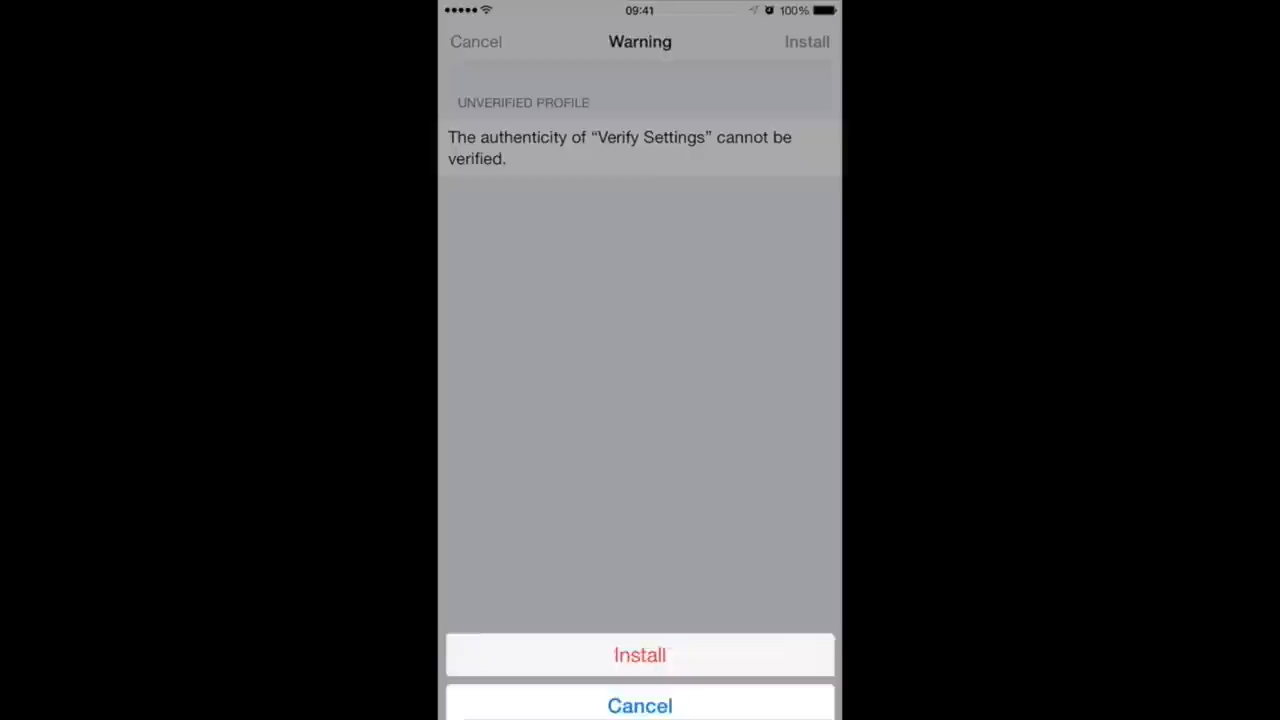 09:41 100%
Cancel Warning Install
UNVERIFIED PROFILE
The authenticity of “Verify Settings” cannot be
verified.
Install
Cancel